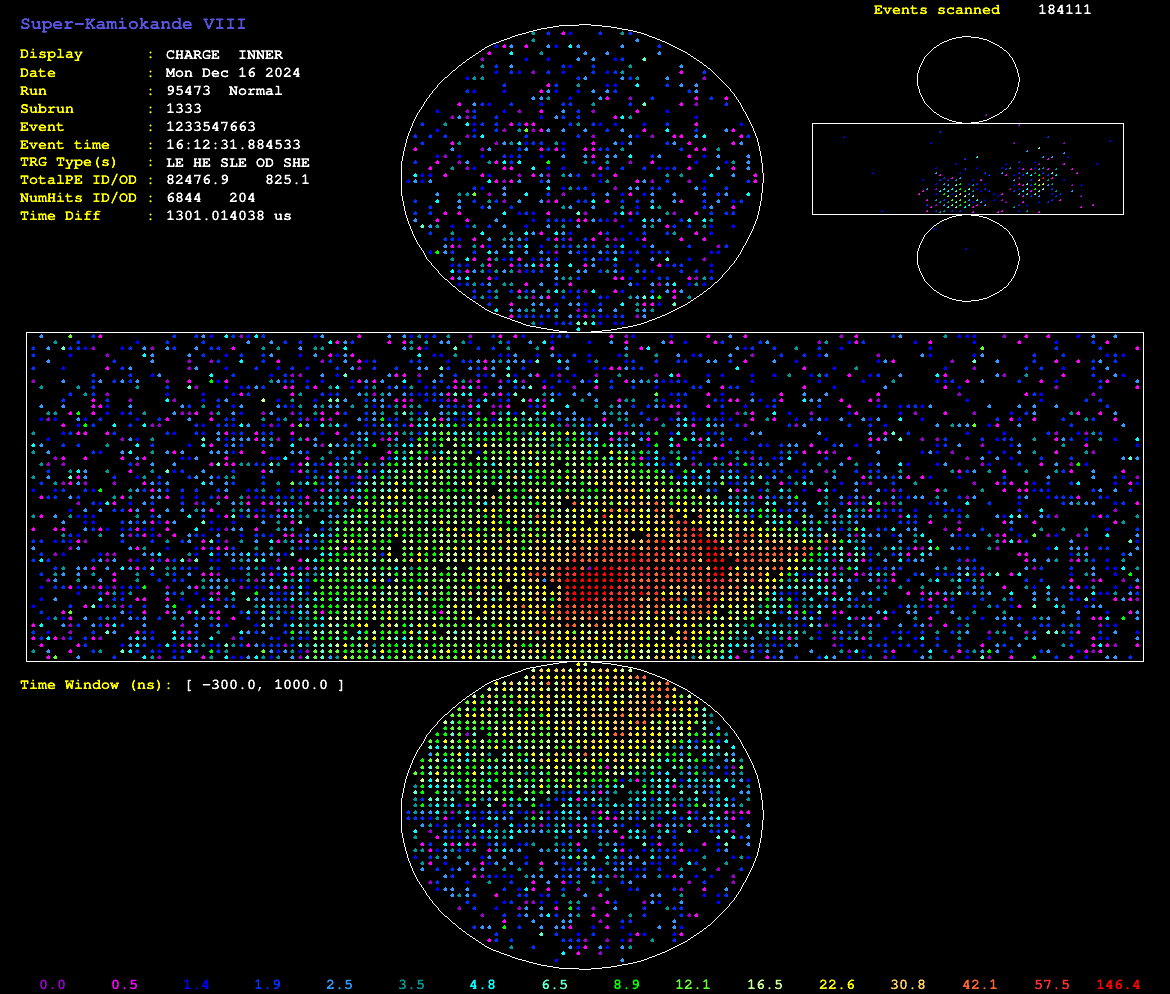 Super-Kamiokande VIII
Events scanned 184111
Display : CHARGE INNER
Date : Mon Dec 16 2024
Run : 95473 Normal
Subrun : 1333
Event : 1233547663
Event time : 16:12:31.884533
TRG Type(s) : LE HE SLE OD SHE
TotalPE ID/OD : 82476.9 825.1
NumHits ID/OD : 6844 204
Time Diff : 1301.014038 us
Time Window (ns): [ −300.0, 1000.0 ]
0.0 0.5 1.4 1.9 2.5 3.5 4.8 6.5 8.9 12.1 16.5 22.6 30.8 42.1 57.5 146.4